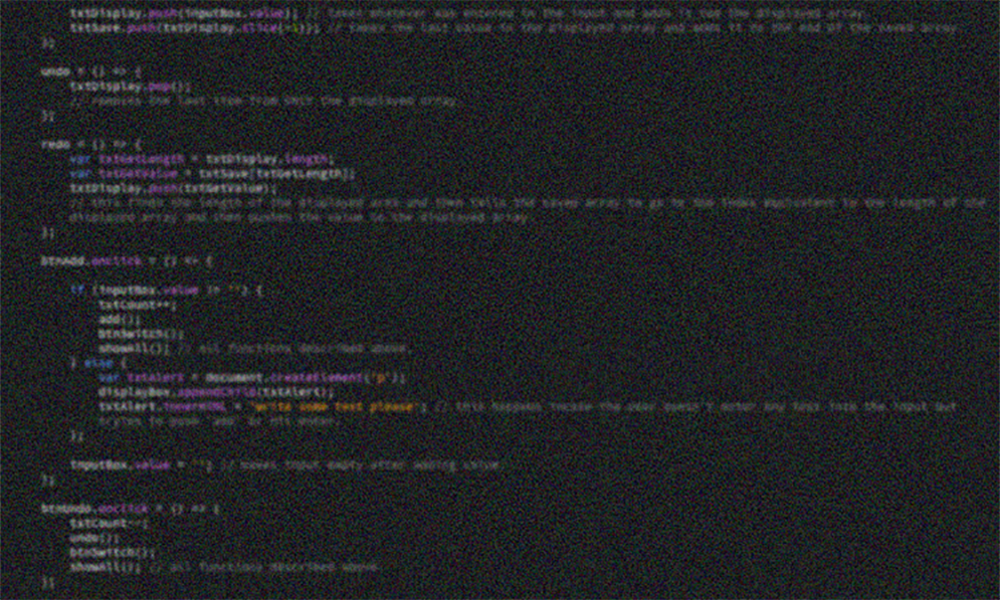 txtDisplay.push(inputBox.value); // takes whatever was entered in the input and adds it to the displayed array
txtSave.push(txtDisplay.slice(-1)); // takes the last value in the displayed array and adds it to the end of the saved array
};
undo = () => {
txtDisplay.pop();
// removes the last item from ONLY the displayed array.
};
redo = () => {
var txtGetLength = txtDisplay.length;
var txtGetValue = txtSave[txtGetLength];
txtDisplay.push(txtGetValue);
// this finds the length of the displayed area and then tells the saved array to go to the index equivalent to the length of the
displayed array and then pushes the value to the displayed array
};
btnAdd.onclick = () => {
if (inputBox.value != "") {
txtCount++;
add();
btnSwitch();
showAll(); // all functions described above.
} else {
var txtAlert = document.createElement('p');
displayBox.appendChild(txtAlert);
txtAlert.innerHTML = 'write some text please'; // this happens incase the user doesn't enter any text into the input but
tries to push 'add' or hit enter.
};
inputBox.value = ""; // makes input empty after adding value
};
btnUndo.onclick = () => {
txtCount--;
undo();
btnSwitch();
showAll(); // all functions described above.
};